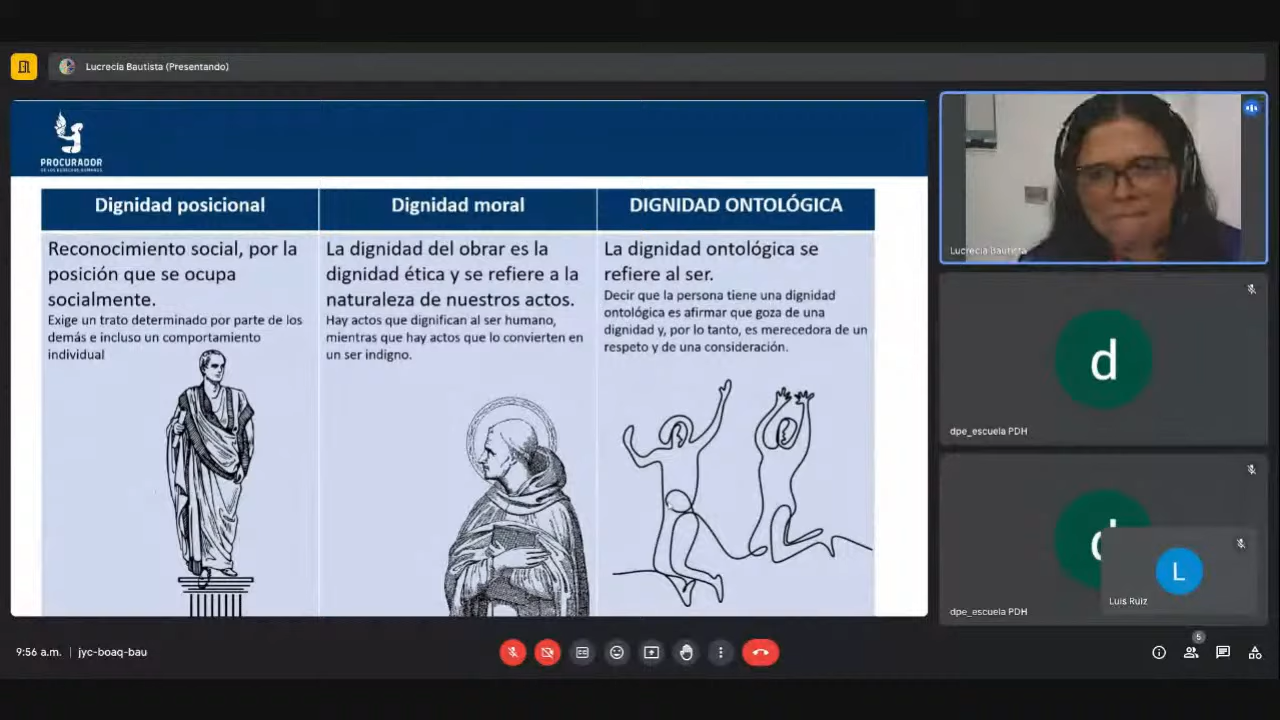 Lucrecia Bautista (Presentando)
PROCURADOR
DE LOS DERECHOS HUMANOS
Dignidad posicional
Reconocimiento social, por la
posición que se ocupa
socialmente.
Exige un trato determinado por parte de los
demás e incluso un comportamiento
individual
Dignidad moral
La dignidad del obrar es la
dignidad ética y se refiere a la
naturaleza de nuestros actos.
Hay actos que dignifican al ser humano,
mientras que hay actos que lo convierten en
un ser indigno.
DIGNIDAD ONTOLÓGICA
La dignidad ontológica se
refiere al ser.
Decir que la persona tiene una dignidad
ontológica es afirmar que goza de una
dignidad y, por lo tanto, es merecedora de un
respeto y de una consideración.
Lucrecia Bautista
d
dpe_escuela PDH
d
dpe_escuela PDH
L
Luis Ruiz
9:56 a.m. | jyc-boaq-bau
5